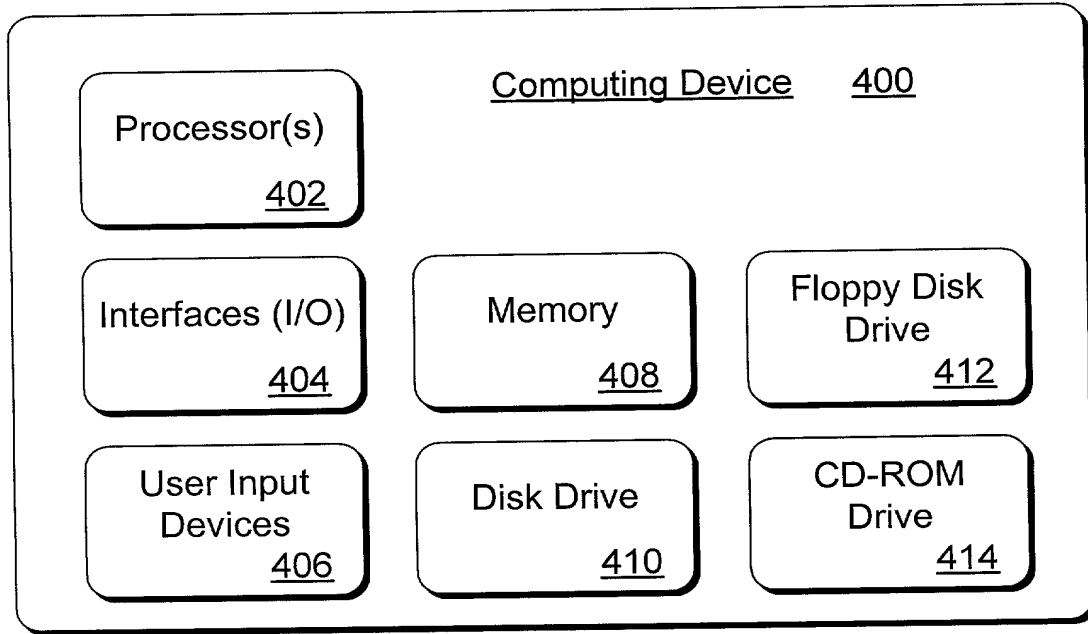 Computing Device 400
Processor(s)
402
Interfaces (I/O)
404
Memory
408
Floppy Disk
Drive
412
User Input
Devices
406
Disk Drive
410
CD-ROM
Drive
414